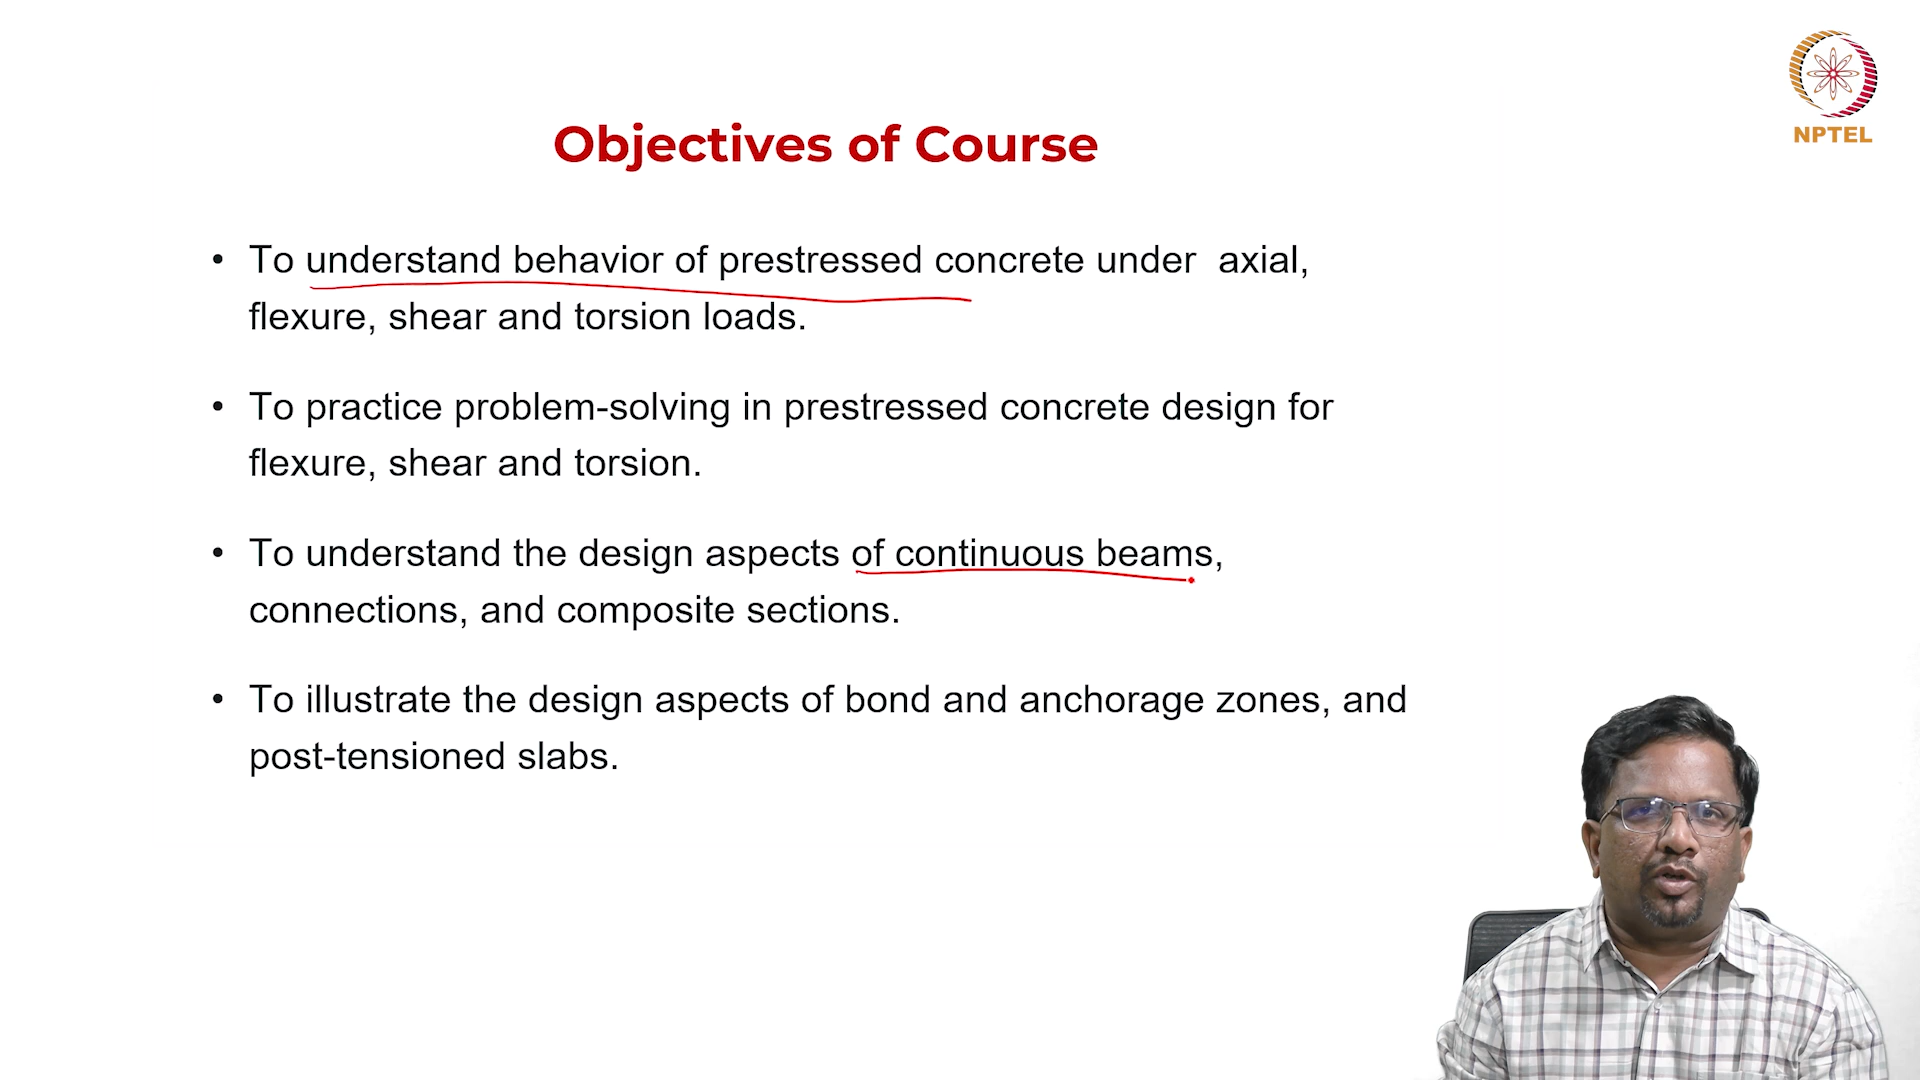 NPTEL
Objectives of Course
• To understand behavior of prestressed concrete under axial,
flexure, shear and torsion loads.
• To practice problem-solving in prestressed concrete design for
flexure, shear and torsion.
• To understand the design aspects of continuous beams,
connections, and composite sections.
• To illustrate the design aspects of bond and anchorage zones, and
post-tensioned slabs.